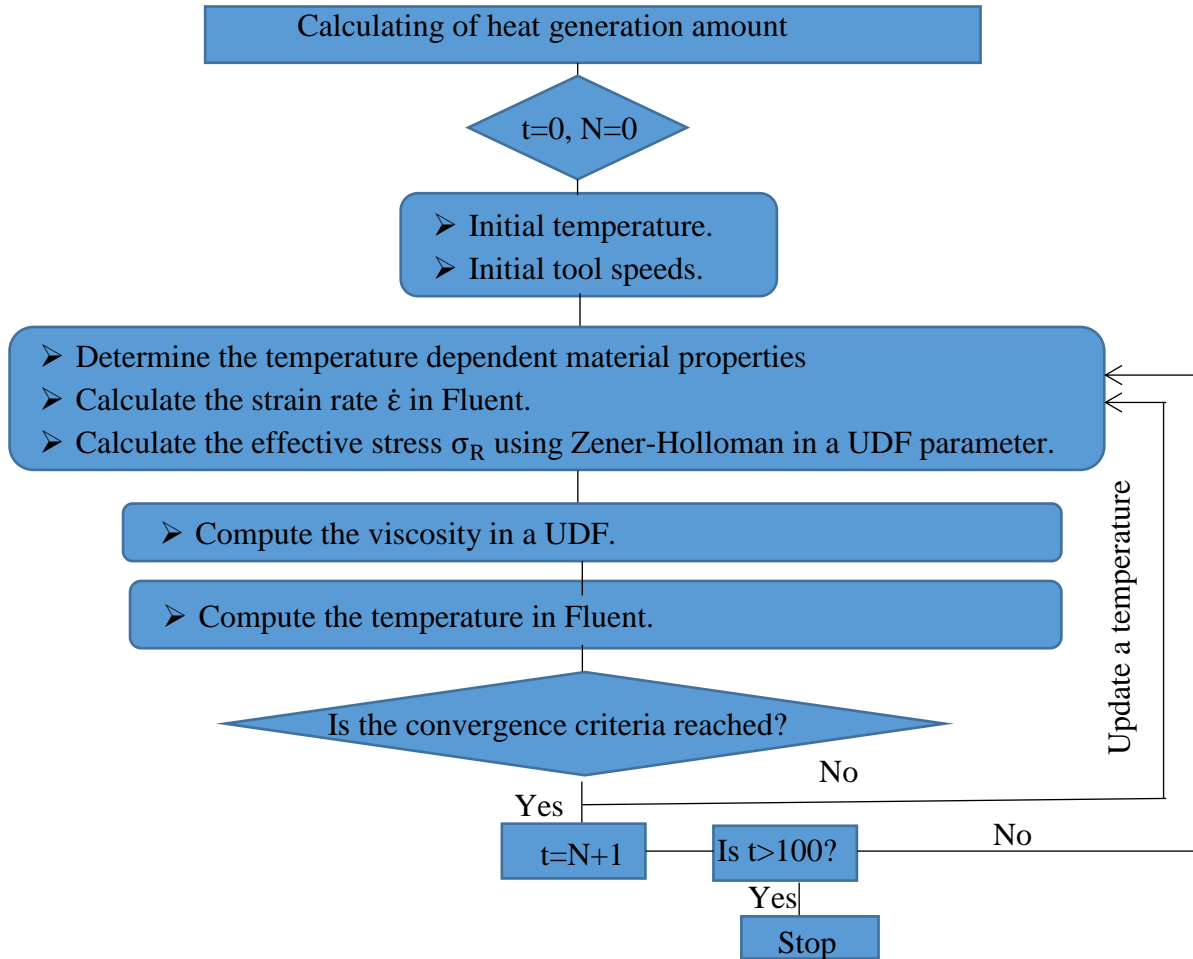 Calculating of heat generation amount
t=0, N=0
➢ Initial temperature.
➢ Initial tool speeds.
➢ Determine the temperature dependent material properties
➢ Calculate the strain rate ε̇ in Fluent.
➢ Calculate the effective stress σ_R using Zener-Holloman in a UDF parameter.
➢ Compute the viscosity in a UDF.
➢ Compute the temperature in Fluent.
Update a temperature
Is the convergence criteria reached?
No
Yes
t=N+1
Is t>100?
No
Yes
Stop